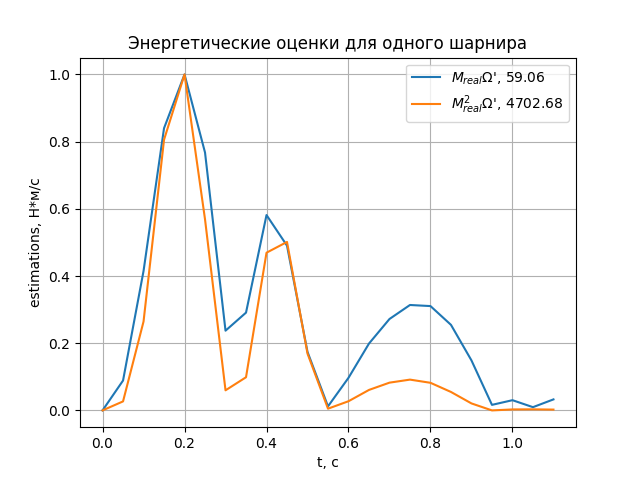 Энергетические оценки для одного шарнира
M_realΩ', 59.06
M²_realΩ', 4702.68
estimations, Н*м/с
1.0
0.8
0.6
0.4
0.2
0.0
0.0 0.2 0.4 0.6 0.8 1.0
t, с